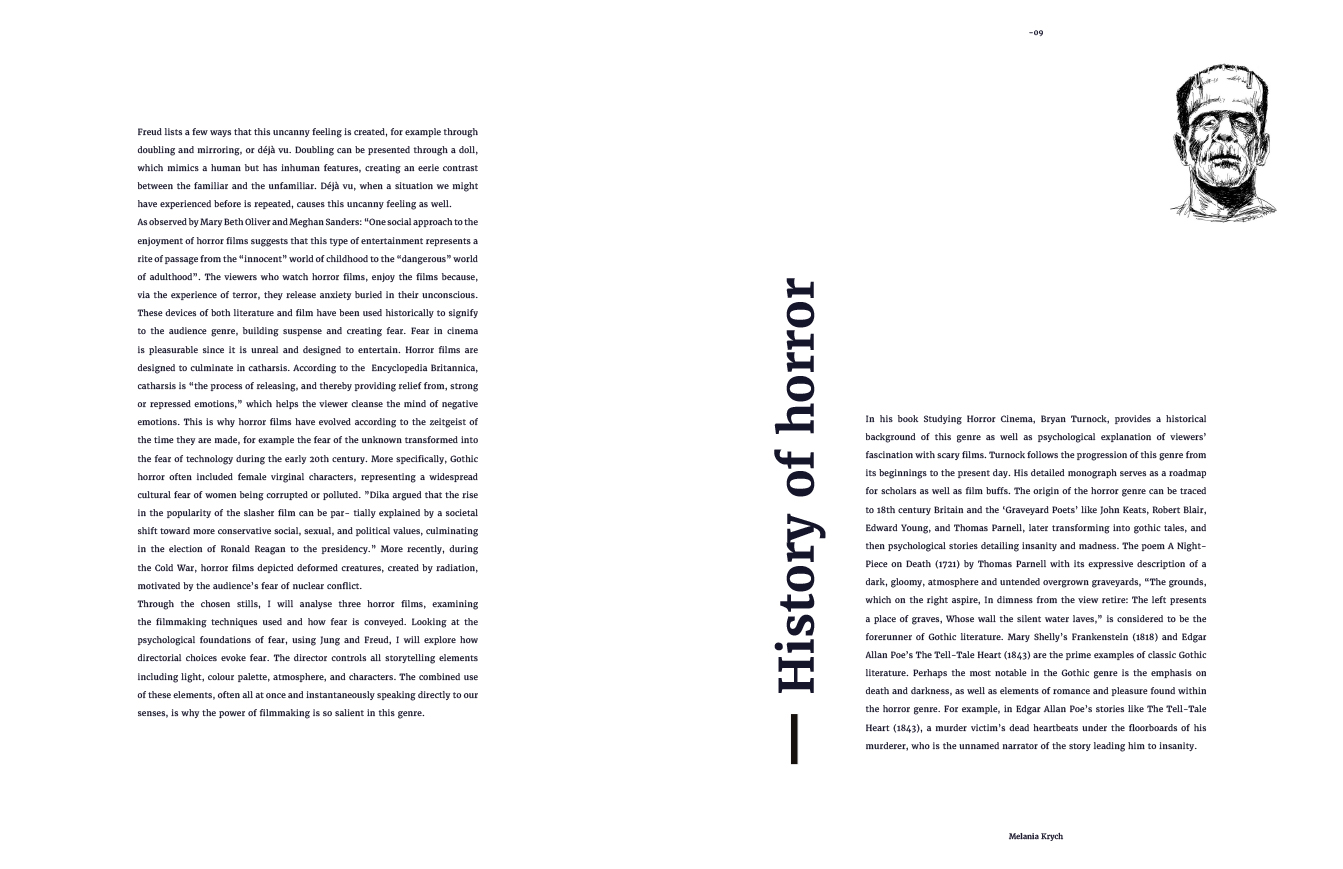 Freud lists a few ways that this uncanny feeling is created, for example through
doubling and mirroring, or déjà vu. Doubling can be presented through a doll,
which mimics a human but has inhuman features, creating an eerie contrast
between the familiar and the unfamiliar. Déjà vu, when a situation we might
have experienced before is repeated, causes this uncanny feeling as well.
As observed by Mary Beth Oliver and Meghan Sanders: “One social approach to the
enjoyment of horror films suggests that this type of entertainment represents a
rite of passage from the “innocent” world of childhood to the “dangerous” world
of adulthood”. The viewers who watch horror films, enjoy the films because,
via the experience of terror, they release anxiety buried in their unconscious.
These devices of both literature and film have been used historically to signify
to the audience genre, building suspense and creating fear. Fear in cinema
is pleasurable since it is unreal and designed to entertain. Horror films are
designed to culminate in catharsis. According to the Encyclopedia Britannica,
catharsis is “the process of releasing, and thereby providing relief from, strong
or repressed emotions,” which helps the viewer cleanse the mind of negative
emotions. This is why horror films have evolved according to the zeitgeist of
the time they are made, for example the fear of the unknown transformed into
the fear of technology during the early 20th century. More specifically, Gothic
horror often included female virginal characters, representing a widespread
cultural fear of women being corrupted or polluted. ”Dika argued that the rise
in the popularity of the slasher film can be par- tially explained by a societal
shift toward more conservative social, sexual, and political values, culminating
in the election of Ronald Reagan to the presidency.” More recently, during
the Cold War, horror films depicted deformed creatures, created by radiation,
motivated by the audience’s fear of nuclear conflict.
Through the chosen stills, I will analyse three horror films, examining
the filmmaking techniques used and how fear is conveyed. Looking at the
psychological foundations of fear, using Jung and Freud, I will explore how
directorial choices evoke fear. The director controls all storytelling elements
including light, colour palette, atmosphere, and characters. The combined use
of these elements, often all at once and instantaneously speaking directly to our
senses, is why the power of filmmaking is so salient in this genre.
-09
— History of horror
In his book Studying Horror Cinema, Bryan Turnock, provides a historical
background of this genre as well as psychological explanation of viewers’
fascination with scary films. Turnock follows the progression of this genre from
its beginnings to the present day. His detailed monograph serves as a roadmap
for scholars as well as film buffs. The origin of the horror genre can be traced
to 18th century Britain and the ‘Graveyard Poets’ like John Keats, Robert Blair,
Edward Young, and Thomas Parnell, later transforming into gothic tales, and
then psychological stories detailing insanity and madness. The poem A Night-
Piece on Death (1721) by Thomas Parnell with its expressive description of a
dark, gloomy, atmosphere and untended overgrown graveyards, “The grounds,
which on the right aspire, In dimness from the view retire: The left presents
a place of graves, Whose wall the silent water laves,” is considered to be the
forerunner of Gothic literature. Mary Shelly’s Frankenstein (1818) and Edgar
Allan Poe’s The Tell-Tale Heart (1843) are the prime examples of classic Gothic
literature. Perhaps the most notable in the Gothic genre is the emphasis on
death and darkness, as well as elements of romance and pleasure found within
the horror genre. For example, in Edgar Allan Poe’s stories like The Tell-Tale
Heart (1843), a murder victim’s dead heartbeats under the floorboards of his
murderer, who is the unnamed narrator of the story leading him to insanity.
Melania Krych